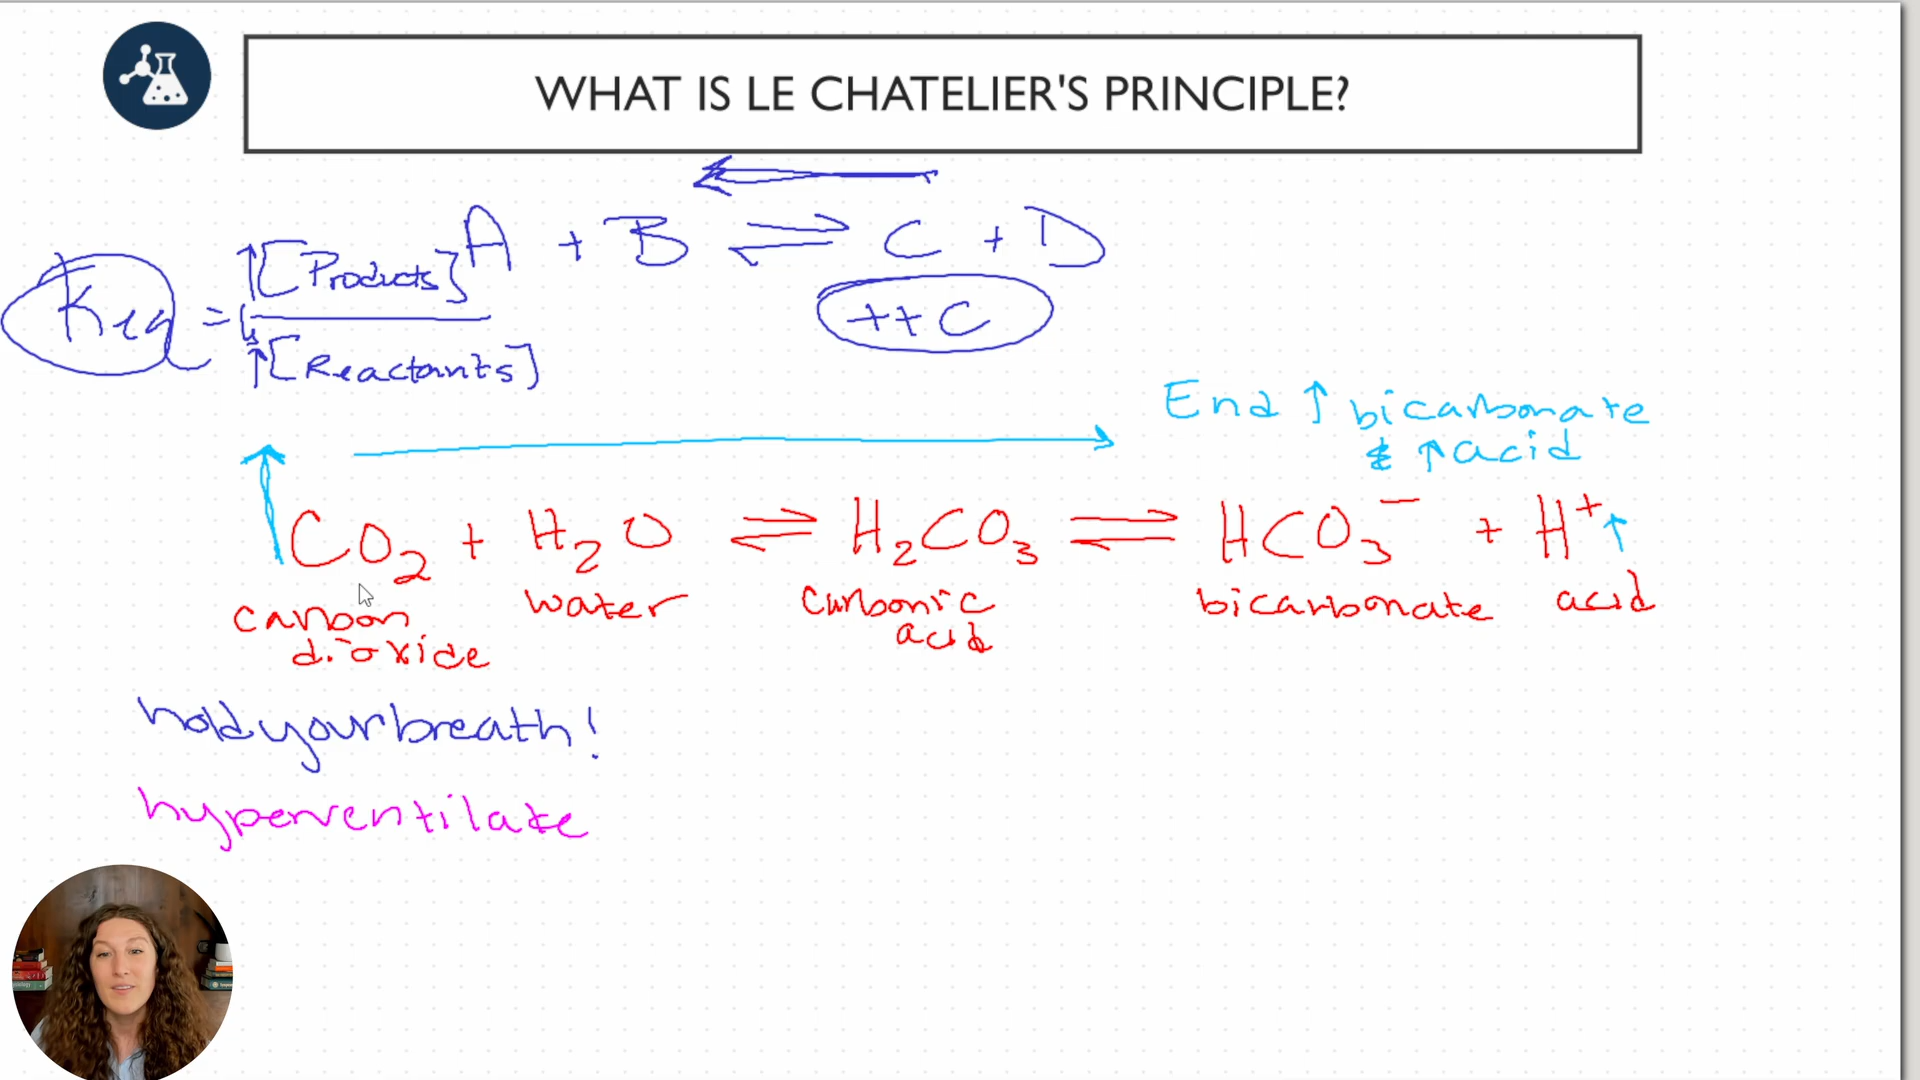 WHAT IS LE CHATELIER'S PRINCIPLE?
A + B ⇌ C + D
Keq = ↑[Products]
↑[Reactants]
++C
End ↑ bicarbonate
& ↑ acid
CO₂ + H₂O ⇌ H₂CO₃ ⇌ HCO₃⁻ + H⁺ ↑
carbon dioxide
water
carbonic acid
bicarbonate
acid
hold your breath!
hyperventilate